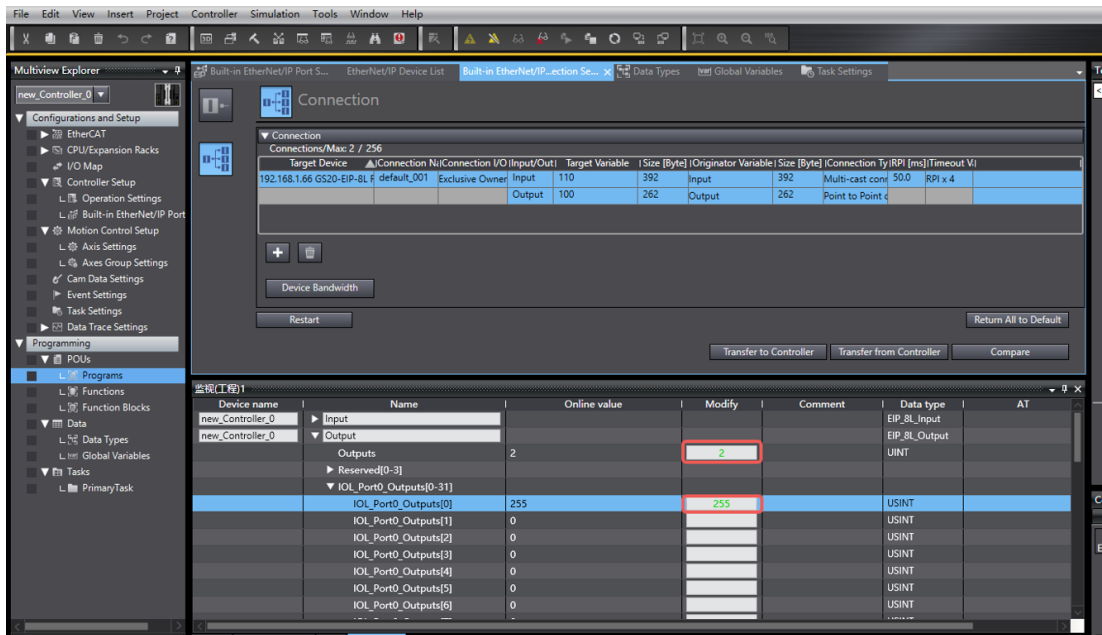 File Edit View Insert Project Controller Simulation Tools Window Help
Multiview Explorer
new_Controller_0
Configurations and Setup
EtherCAT
CPU/Expansion Racks
I/O Map
Controller Setup
Operation Settings
Built-in EtherNet/IP Port
Motion Control Setup
Axis Settings
Axes Group Settings
Cam Data Settings
Event Settings
Task Settings
Data Trace Settings
Programming
POUs
Programs
Functions
Function Blocks
Data
Data Types
Global Variables
Tasks
PrimaryTask
Built-in EtherNet/IP Port S... EtherNet/IP Device List Built-in EtherNet/IP...ection Se... x Data Types Global Variables Task Settings
Connection
Connection
Connections/Max: 2 / 256
Target Device Connection Na Connection I/O Input/Out Target Variable Size [Byte] Originator Variable Size [Byte] Connection Ty RPI [ms] Timeout V
192.168.1.66 GS20-EIP-8L default_001 Exclusive Owner Input 110 392 Input 392 Multi-cast con 50.0 RPI x 4
Output 100 262 Output 262 Point to Point
Device Bandwidth
Restart Return All to Default
Transfer to Controller Transfer from Controller Compare
监视(工程)1
Device name Name Online value Modify Comment Data type AT
new_Controller_0 Input EIP_8L_Input
new_Controller_0 Output EIP_8L_Output
Outputs 2 2 UINT
Reserved[0-3]
IOL_Port0_Outputs[0-31]
IOL_Port0_Outputs[0] 255 255 USINT
IOL_Port0_Outputs[1] 0 USINT
IOL_Port0_Outputs[2] 0 USINT
IOL_Port0_Outputs[3] 0 USINT
IOL_Port0_Outputs[4] 0 USINT
IOL_Port0_Outputs[5] 0 USINT
IOL_Port0_Outputs[6] 0 USINT